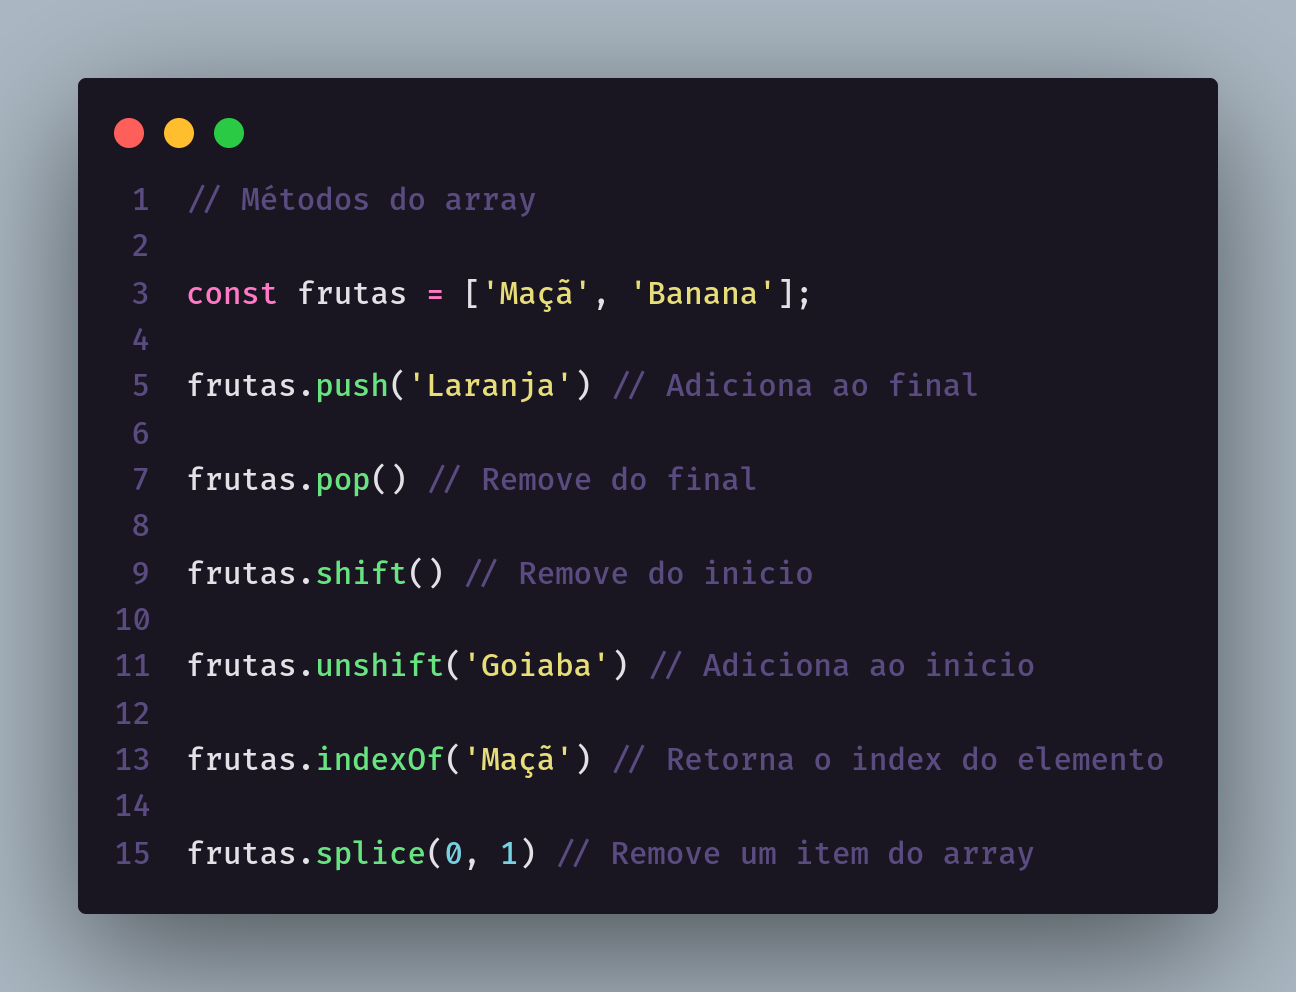 1 // Métodos do array
2
3 const frutas = ['Maçã', 'Banana'];
4
5 frutas.push('Laranja') // Adiciona ao final
6
7 frutas.pop() // Remove do final
8
9 frutas.shift() // Remove do inicio
10
11 frutas.unshift('Goiaba') // Adiciona ao inicio
12
13 frutas.indexOf('Maçã') // Retorna o index do elemento
14
15 frutas.splice(0, 1) // Remove um item do array